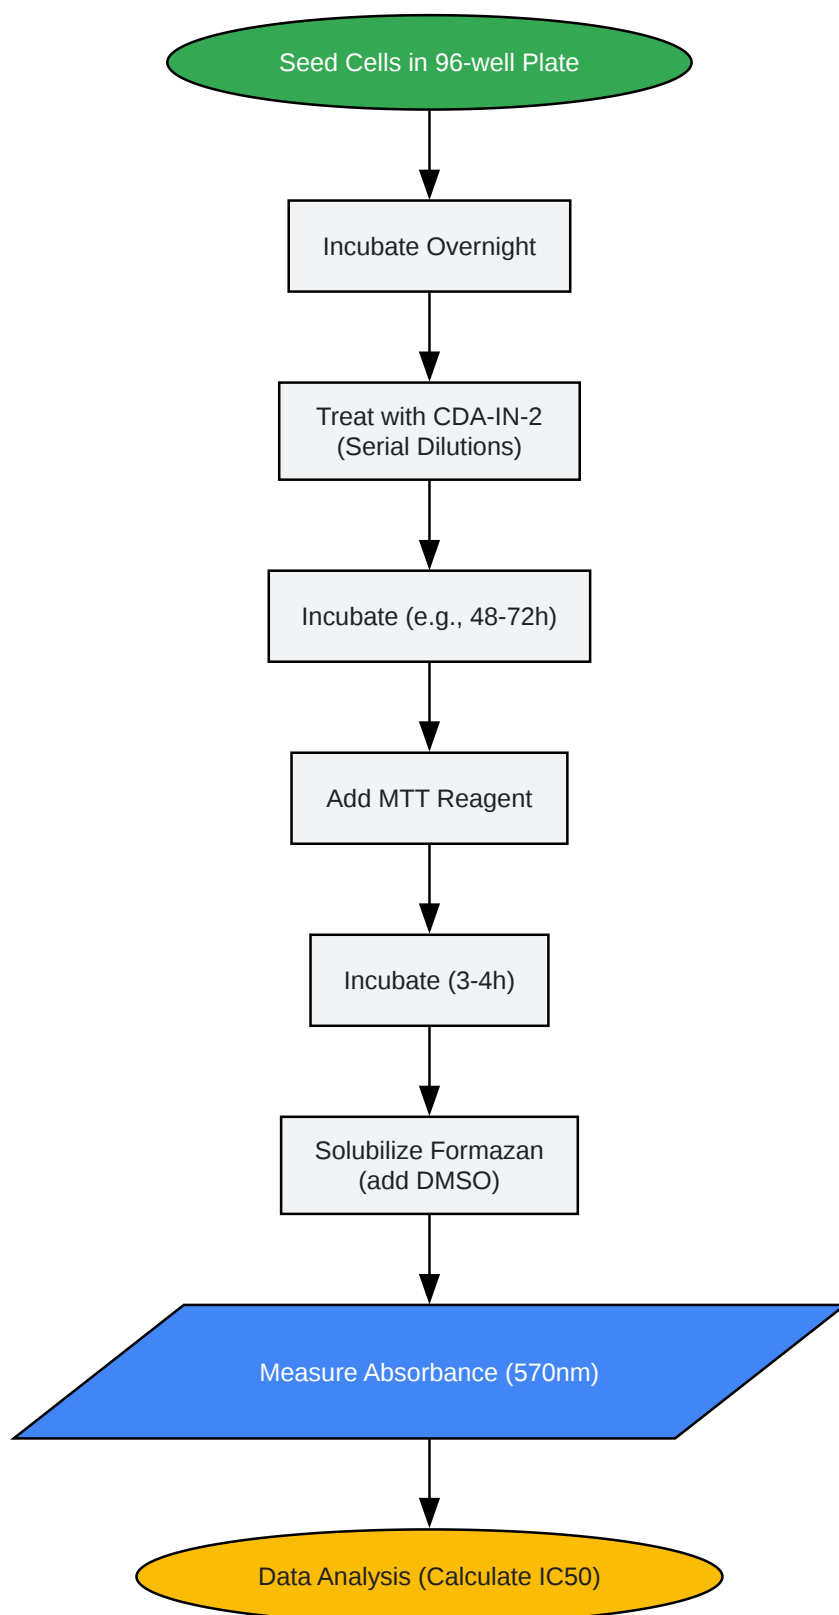 Seed Cells in 96-well Plate
Incubate Overnight
Treat with CDA-IN-2
(Serial Dilutions)
Incubate (e.g., 48-72h)
Add MTT Reagent
Incubate (3-4h)
Solubilize Formazan
(add DMSO)
Measure Absorbance (570nm)
Data Analysis (Calculate IC50)